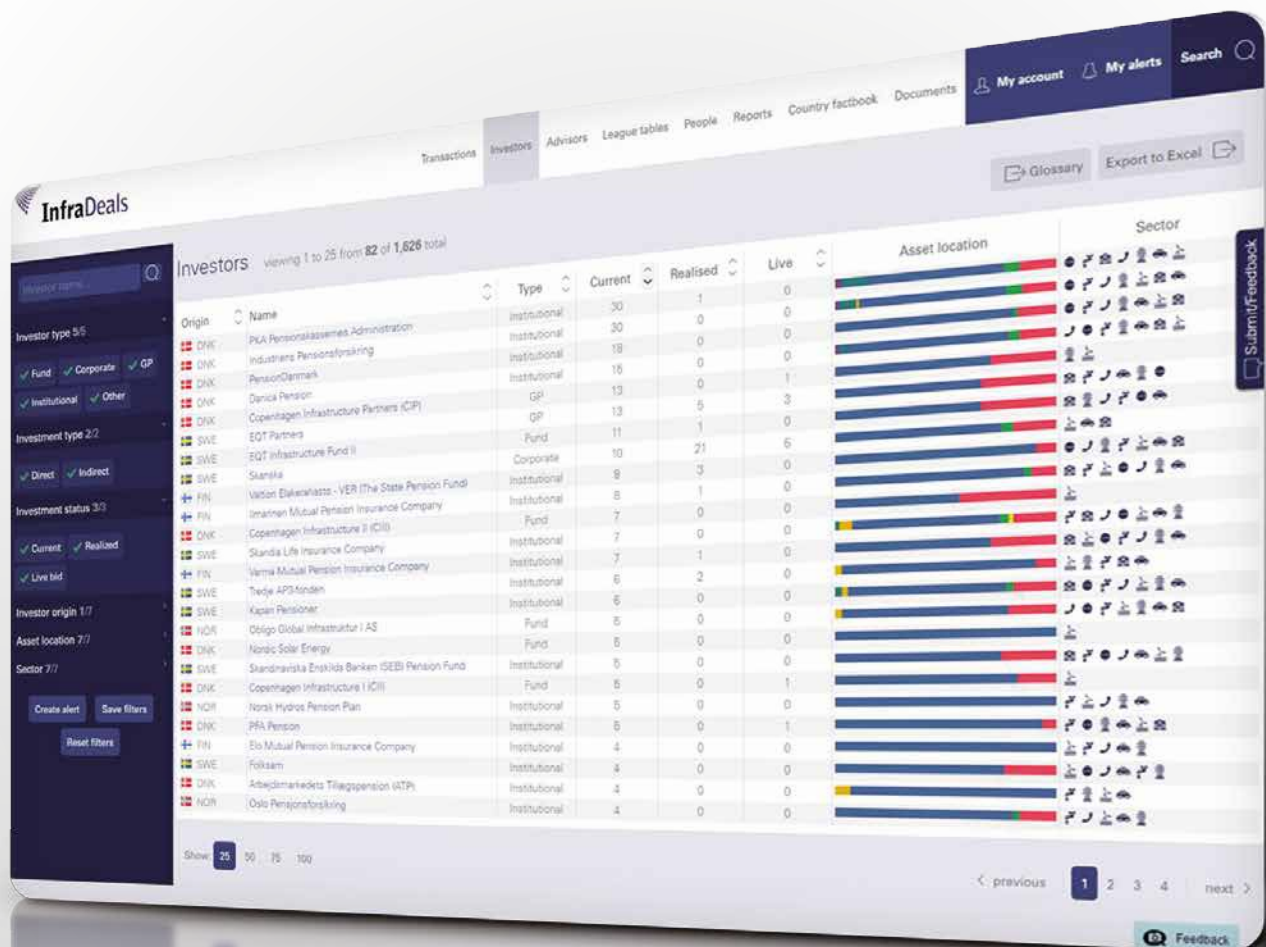 My account
My alerts
Search
Transactions Investors Advisors League tables People Reports Country factbook Documents
InfraDeals
Glossary
Export to Excel
Submit/Feedback
Investor name...
Investor type 5/5
Fund Corporate GP
Institutional Other
Investment type 2/2
Direct Indirect
Investment status 3/3
Current Realized
Live bid
Investor origin 1/7
Asset location 7/7
Sector 7/7
Create alert Save filters
Reset filters
Investors viewing 1 to 25 from 82 of 1,626 total
Origin Name Type Current Realised Live Asset location Sector
DNK PKA Pensionskassernes Administration Institutional 30 1 0
DNK Industriens Pensionsforsikring Institutional 30 0 0
DNK PensionDanmark Institutional 18 0 0
DNK Danica Pension Institutional 16 0 0
DNK Copenhagen Infrastructure Partners (CIP) GP 13 0 1
SWE EQT Partners GP 13 5 3
SWE EQT Infrastructure Fund II Fund 11 1 0
SWE Skanska Corporate 10 21 6
FIN Valtion Eläkerahasto - VER (The State Pension Fund) Institutional 9 3 0
FIN Ilmarinen Mutual Pension Insurance Company Institutional 8 1 0
DNK Copenhagen Infrastructure II (CIII) Fund 7 0 0
SWE Skandia Life Insurance Company Institutional 7 0 0
FIN Varma Mutual Pension Insurance Company Institutional 7 1 0
SWE Tredje AP3-fonden Institutional 6 2 0
SWE Kåpan Pensioner Institutional 6 0 0
NOR Obligo Global Infrastruktur I AS Fund 5 0 0
DNK Nordic Solar Energy Fund 5 0 0
SWE Skandinaviska Enskilda Banken (SEB) Pension Fund Institutional 5 0 0
DNK Copenhagen Infrastructure I (CII) Fund 5 0 1
NOR Norsk Hydros Pension Plan Institutional 5 0 0
DNK PFA Pension Institutional 5 0 1
FIN Elo Mutual Pension Insurance Company Institutional 4 0 0
SWE Folksam Institutional 4 0 0
DNK Arbejdsmarkedets Tillægspension (ATP) Institutional 4 0 0
NOR Oslo Pensjonsforsikring Institutional 4 0 0
Show: 25 50 75 100
previous 1 2 3 4 next
Feedback